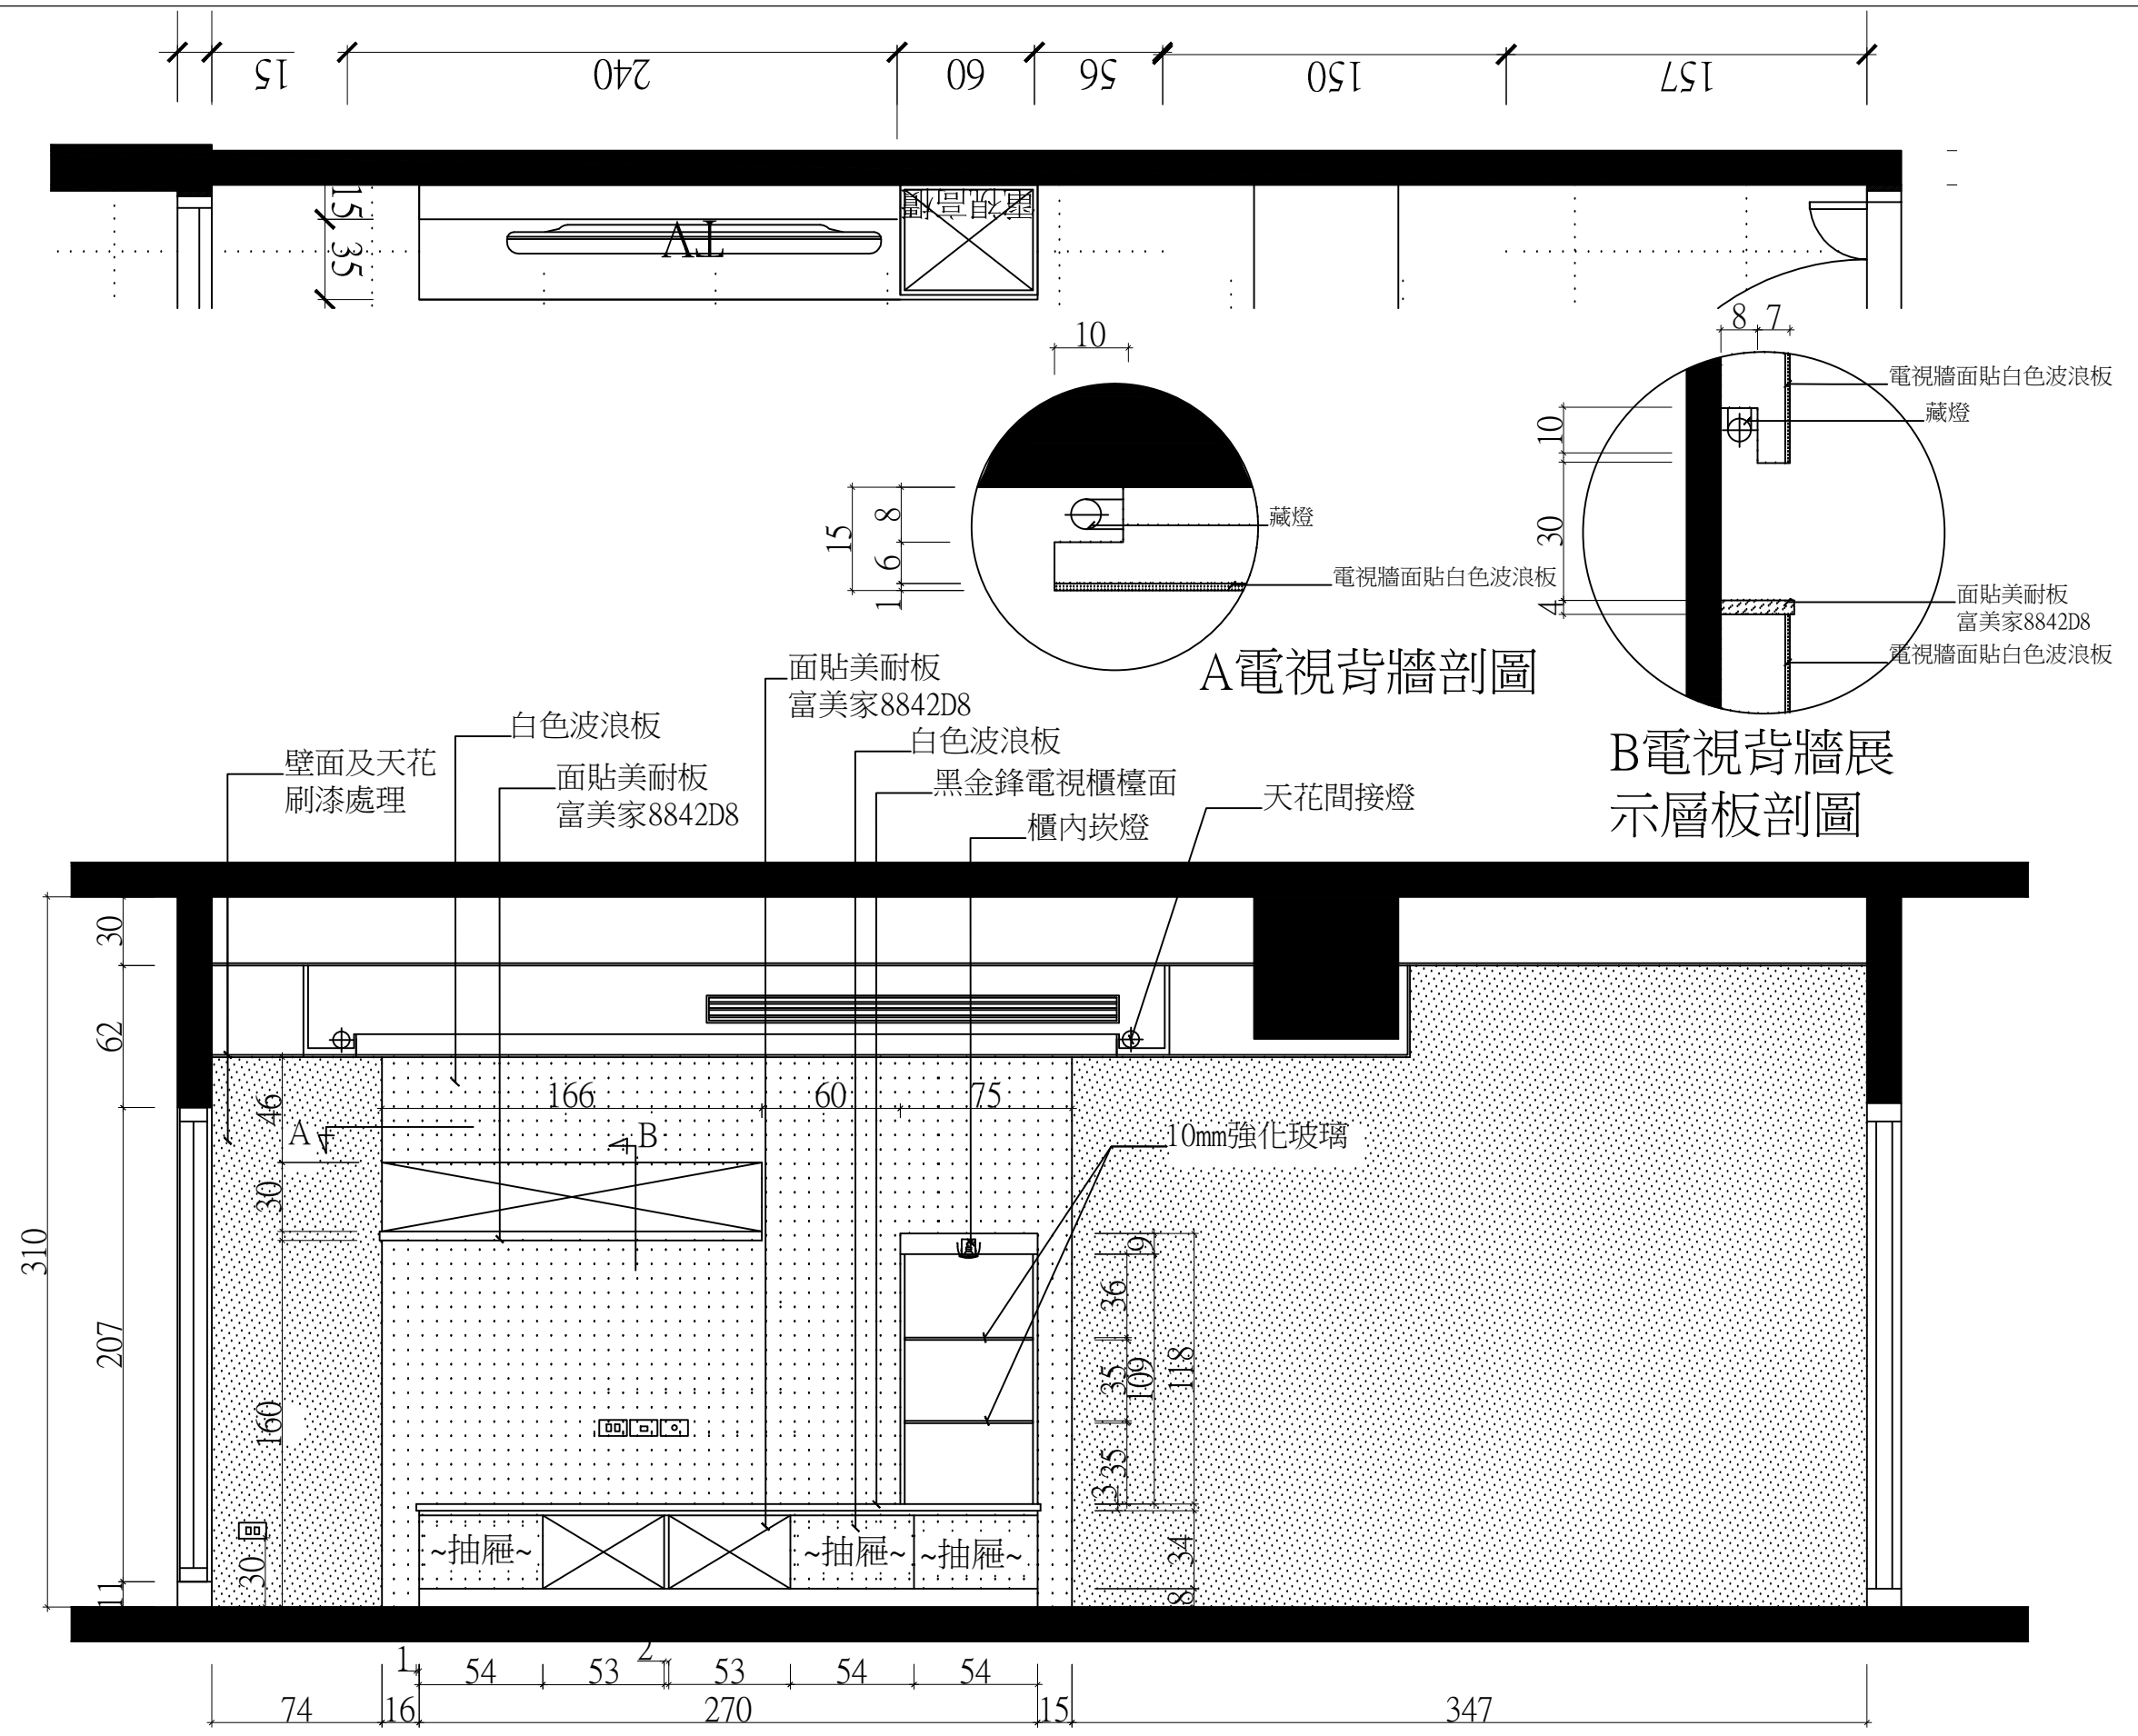 15
240
60
56
150
157
15
35
TV
電視高櫃
10
8
7
電視牆面貼白色波浪板
藏燈
10
30
4
面貼美耐板
富美家8842D8
電視牆面貼白色波浪板
15
8
6
1
藏燈
電視牆面貼白色波浪板
A電視背牆剖圖
B電視背牆展
示層板剖圖
面貼美耐板
富美家8842D8
白色波浪板
白色波浪板
壁面及天花
刷漆處理
面貼美耐板
富美家8842D8
黑金鋒電視櫃檯面
天花間接燈
櫃內崁燈
310
30
62
207
11
46
30
160
30
166
60
75
A
B
10mm強化玻璃
9
36
35
35
3
109
118
34
8
~抽屜~
~抽屜~
~抽屜~
1
54
53
2
53
54
54
74
16
270
15
347